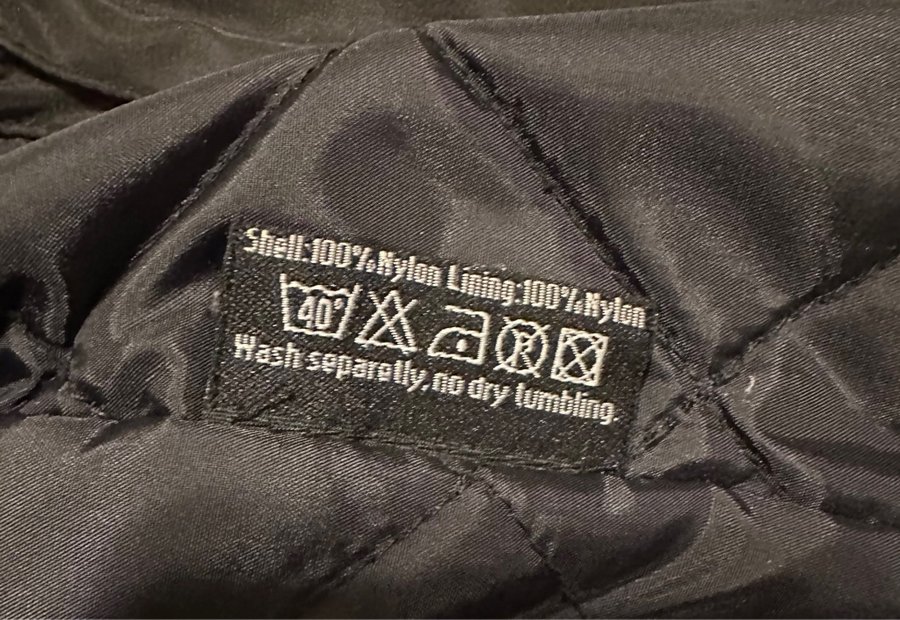 Shell:100%Nylon Lining:100%Nylon
40° R
Wash separetly,no dry tumbling.